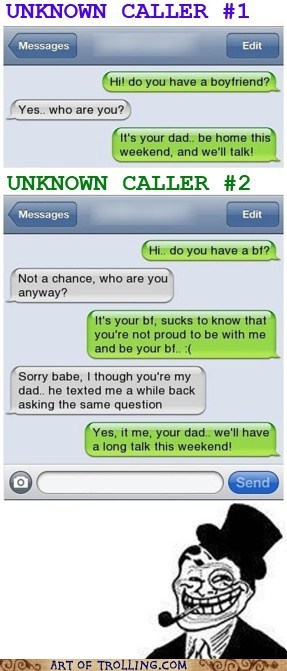 UNKNOWN CALLER #1
Messages
Edit
Hi! do you have a boyfriend?
Yes.. who are you?
It's your dad.. be home this
weekend, and we'll talk!
UNKNOWN CALLER #2
Messages
Edit
Hi.. do you have a bf?
Not a chance, who are you
anyway?
It's your bf, sucks to know that
you're not proud to be with me
and be your bf.. :(
Sorry babe, I though you're my
dad.. he texted me a while back
asking the same question
Yes, it me, your dad.. we'll have
a long talk this weekend!
Send
ART OF TROLLING.COM